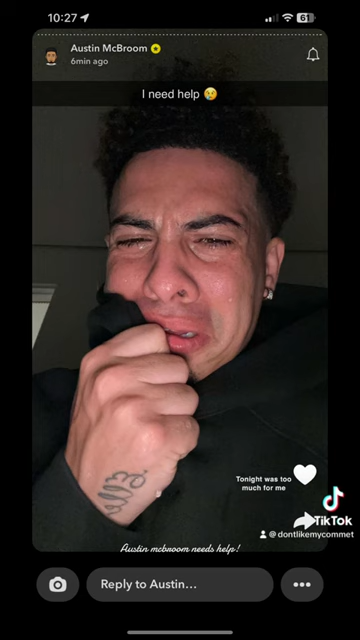 10:27
61
Austin McBroom
6min ago
I need help 😢
Elle
Tonight was too
much for me
TikTok
@dontlikemycommet
Austin mcbroom needs help!
Reply to Austin...